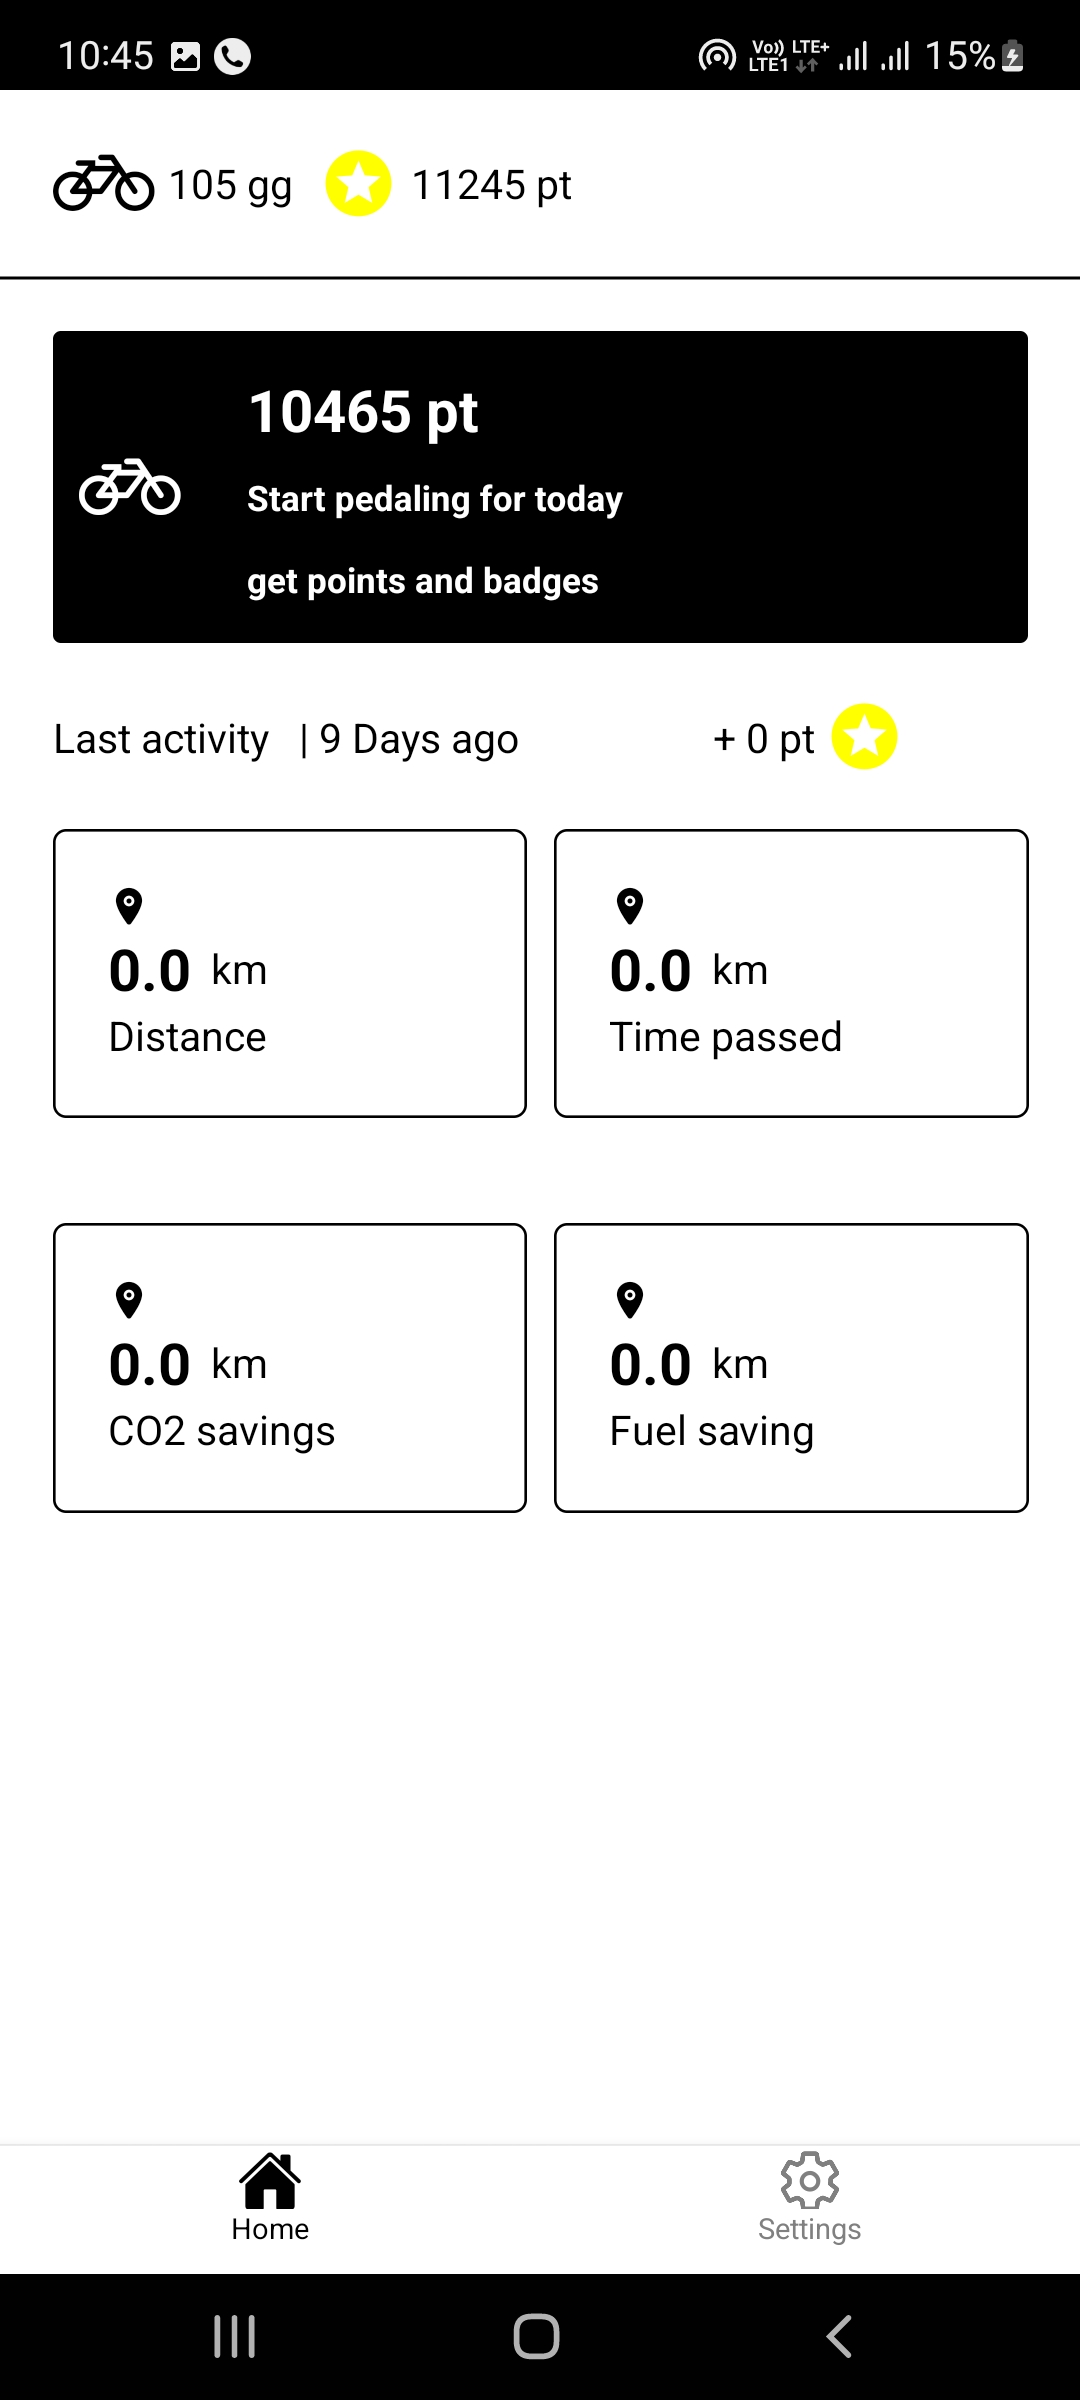 10:45 Vo)) LTE1 LTE+ 15%
105 gg 11245 pt
10465 pt
Start pedaling for today
get points and badges
Last activity | 9 Days ago + 0 pt
0.0 km
Distance
0.0 km
Time passed
0.0 km
CO2 savings
0.0 km
Fuel saving
Home
Settings